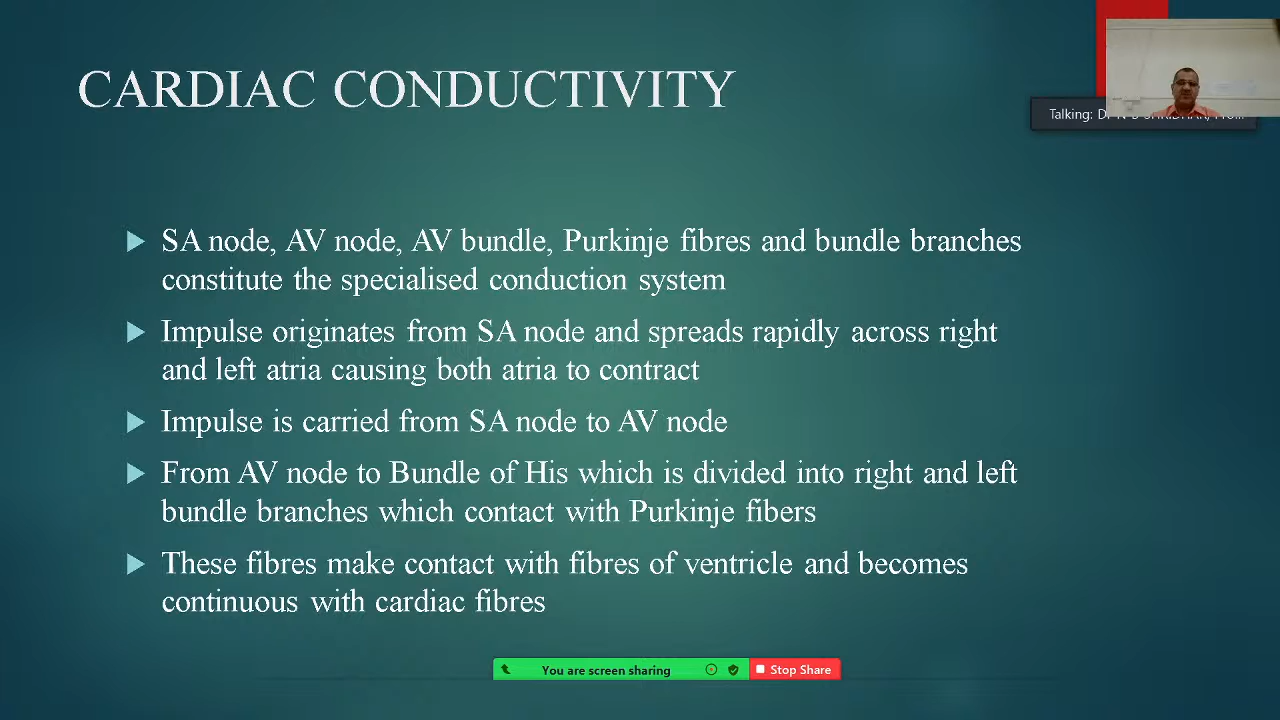 CARDIAC CONDUCTIVITY
Talking:
SA node, AV node, AV bundle, Purkinje fibres and bundle branches
constitute the specialised conduction system
Impulse originates from SA node and spreads rapidly across right
and left atria causing both atria to contract
Impulse is carried from SA node to AV node
From AV node to Bundle of His which is divided into right and left
bundle branches which contact with Purkinje fibers
These fibres make contact with fibres of ventricle and becomes
continuous with cardiac fibres
You are screen sharing
Stop Share